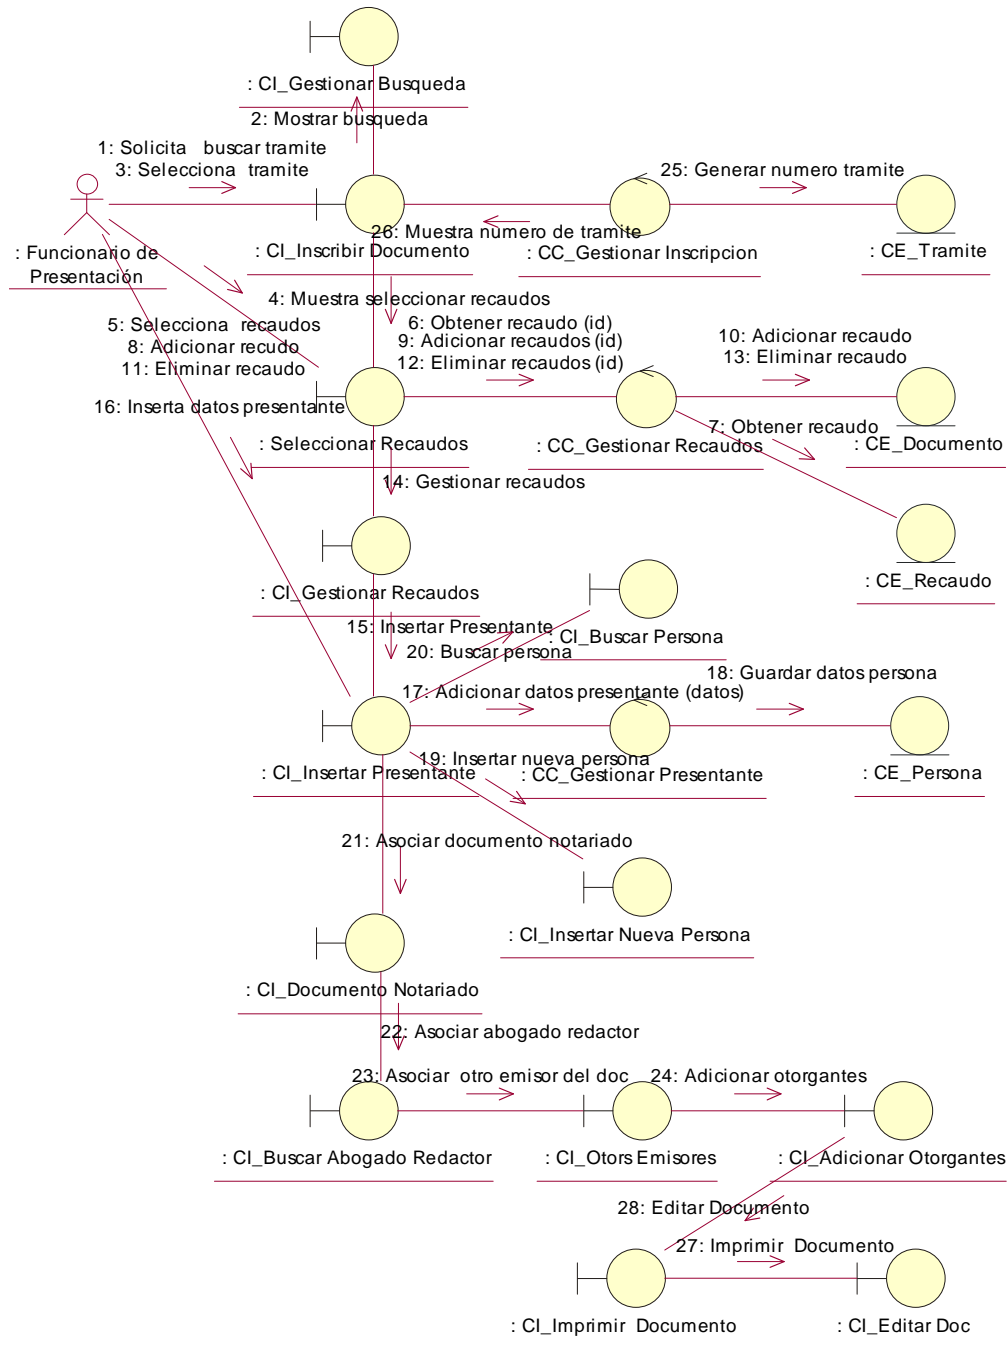 : CI_Gestionar Busqueda
2: Mostrar busqueda
1: Solicita buscar tramite
3: Selecciona tramite
25: Generar numero tramite
26: Muestra numero de tramite
: Funcionario de
Presentación
: CI_Inscribir Documento
: CC_Gestionar Inscripcion
: CE_Tramite
4: Muestra seleccionar recaudos
5: Selecciona recaudos
8: Adicionar recudo
11: Eliminar recaudo
6: Obtener recaudo (id)
9: Adicionar recaudos (id)
12: Eliminar recaudos (id)
10: Adicionar recaudo
13: Eliminar recaudo
16: Inserta datos presentante
7: Obtener recaudo
: Seleccionar Recaudos
: CC_Gestionar Recaudos
: CE_Documento
14: Gestionar recaudos
: CI_Gestionar Recaudos
: CE_Recaudo
15: Insertar Presentante
: CI_Buscar Persona
20: Buscar persona
18: Guardar datos persona
17: Adicionar datos presentante (datos)
19: Insertar nueva persona
: CI_Insertar Presentante
: CC_Gestionar Presentante
: CE_Persona
21: Asociar documento notariado
: CI_Insertar Nueva Persona
: CI_Documento Notariado
22: Asociar abogado redactor
23: Asociar otro emisor del doc
24: Adicionar otorgantes
: CI_Buscar Abogado Redactor
: CI_Otors Emisores
: CI_Adicionar Otorgantes
28: Editar Documento
27: Imprimir Documento
: CI_Imprimir Documento
: CI_Editar Doc